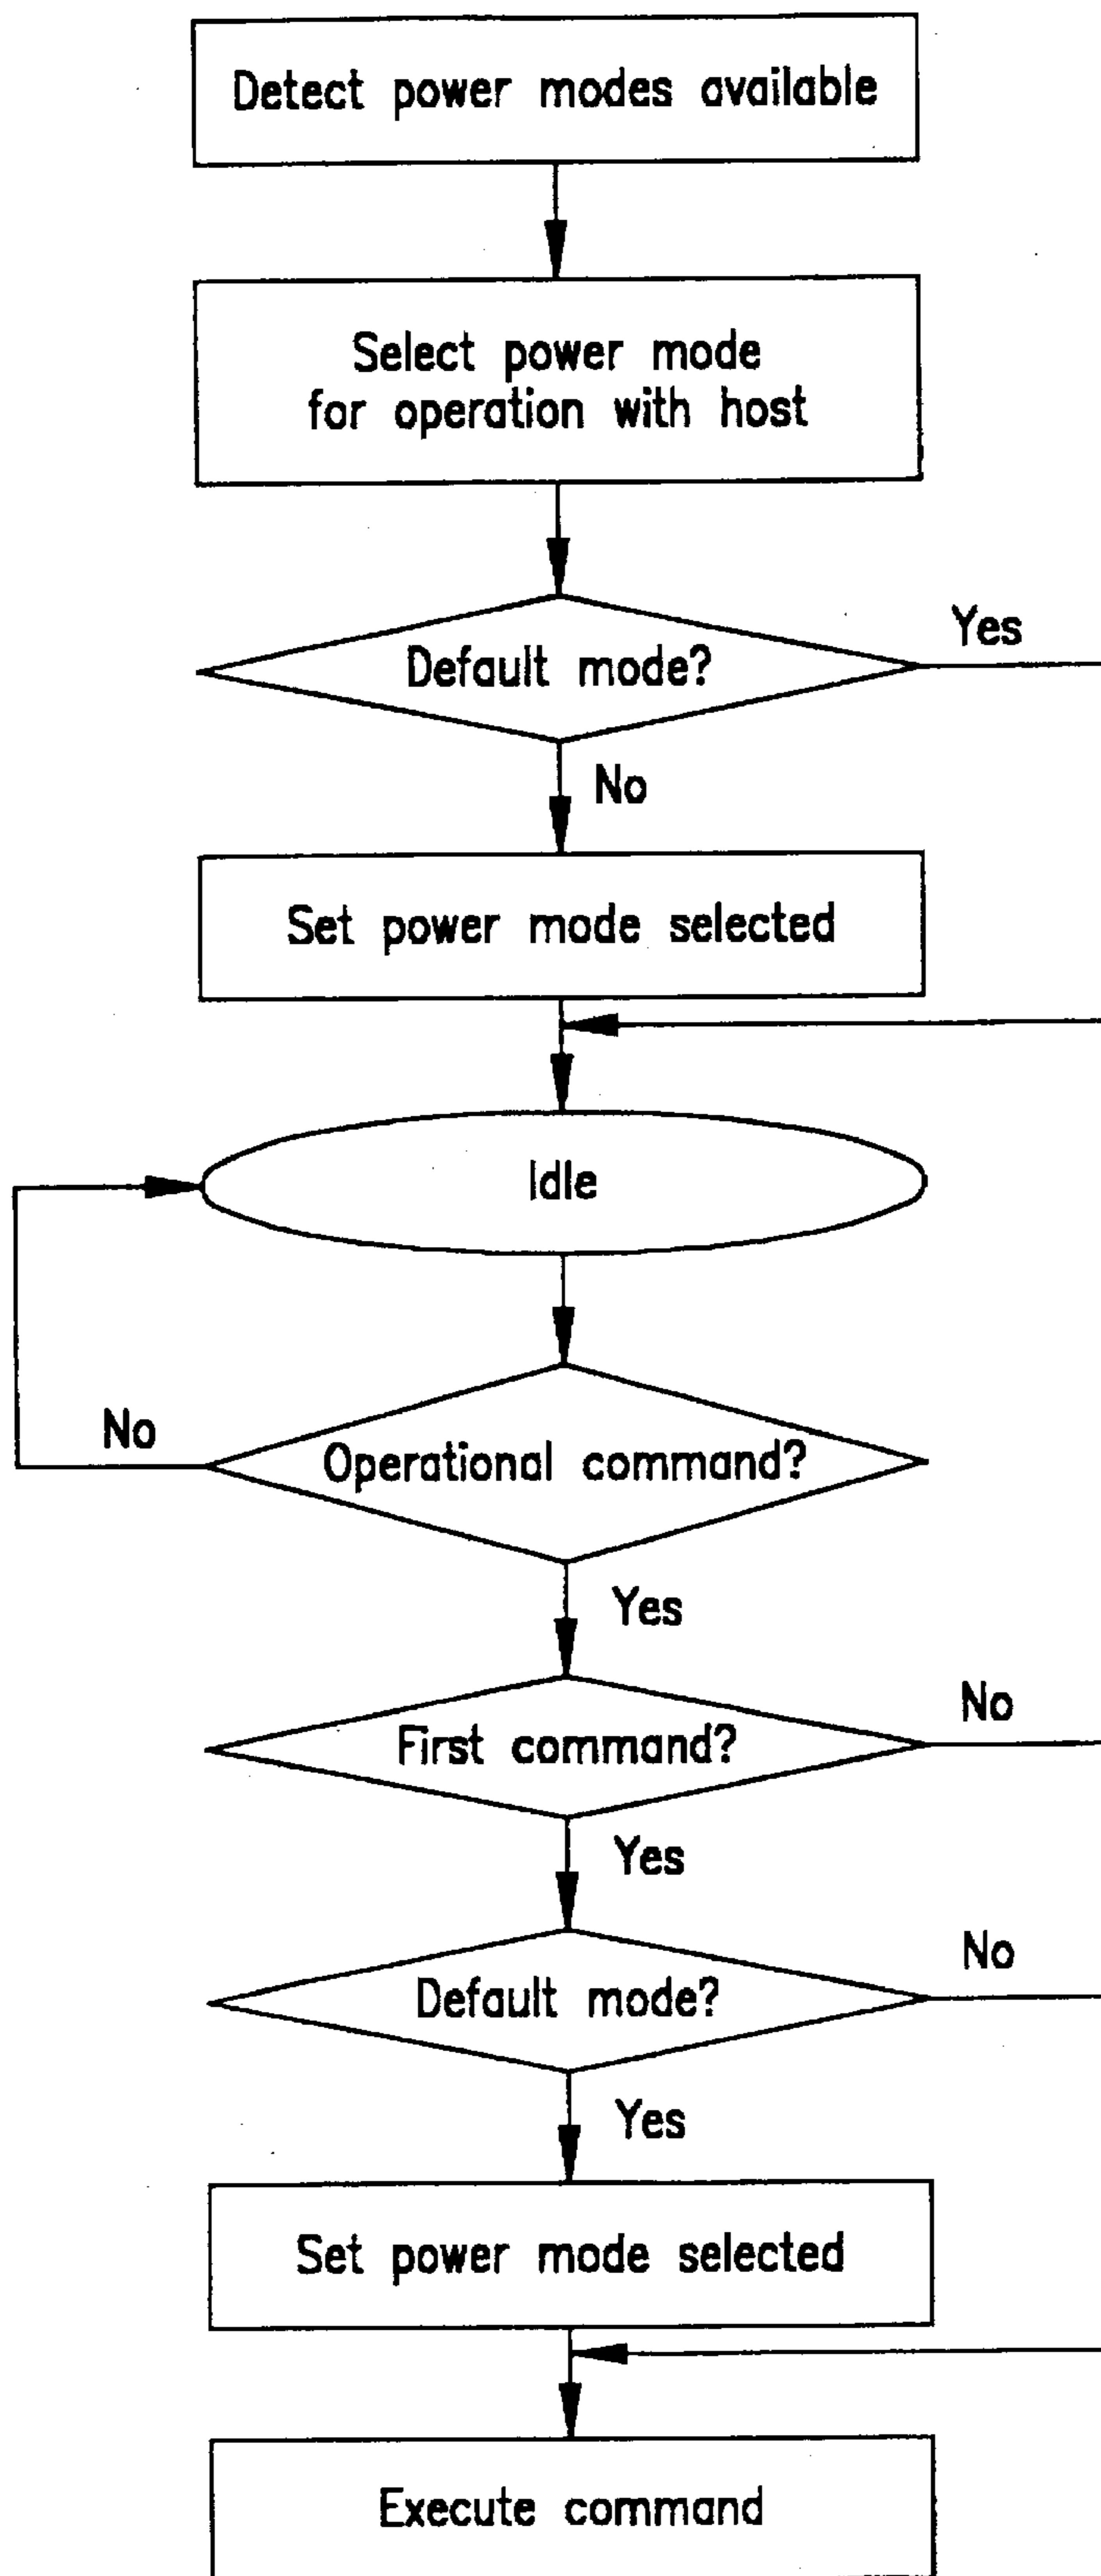 Detect power modes available
Select power mode
for operation with host
Default mode?
Yes
No
Set power mode selected
Idle
No
Operational command?
Yes
First command?
No
Yes
Default mode?
No
Yes
Set power mode selected
Execute command